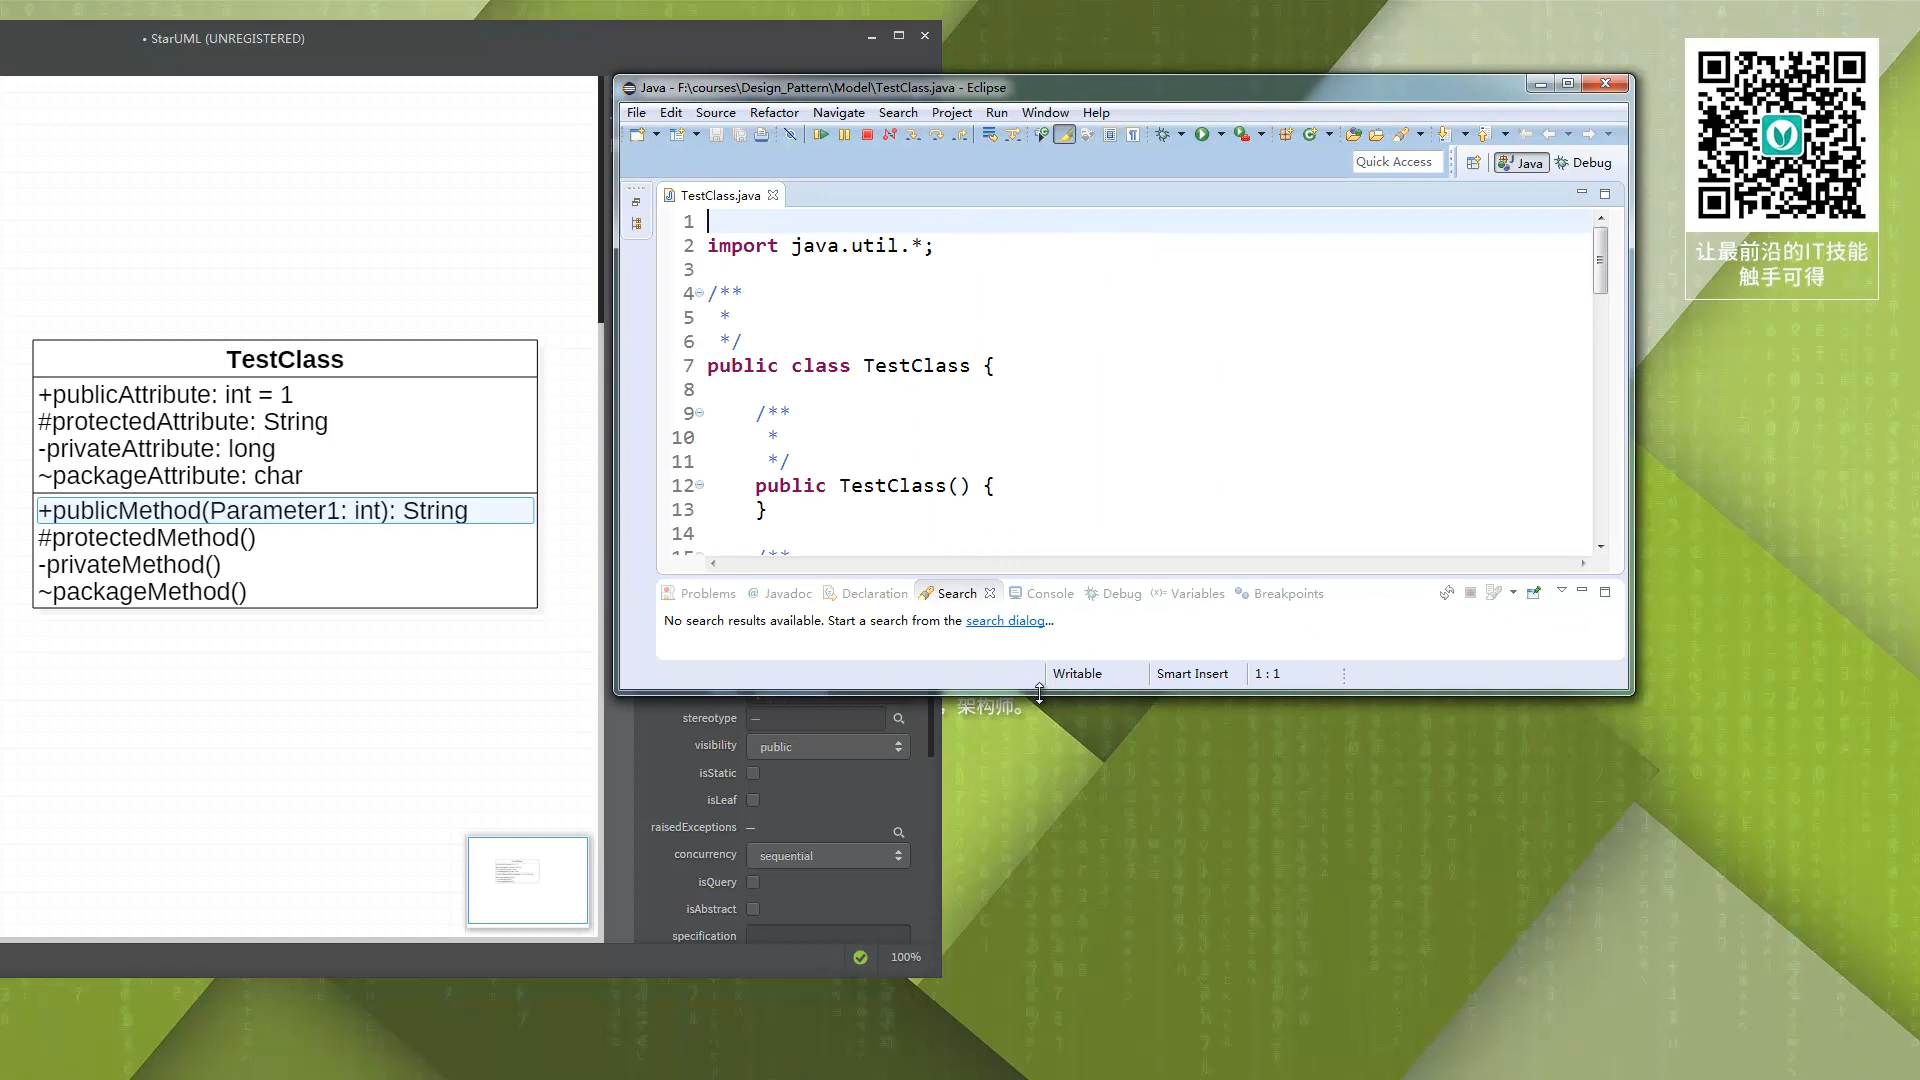 • StarUML (UNREGISTERED)
TestClass
+publicAttribute: int = 1
#protectedAttribute: String
-privateAttribute: long
~packageAttribute: char
+publicMethod(Parameter1: int): String
#protectedMethod()
-privateMethod()
~packageMethod()
Java - F:\courses\Design_Pattern\Model\TestClass.java - Eclipse
File Edit Source Refactor Navigate Search Project Run Window Help
Quick Access Java Debug
TestClass.java
1
2 import java.util.*;
3
4 /**
5 *
6 */
7 public class TestClass {
8
9 /**
10 *
11 */
12 public TestClass() {
13 }
14
15 /**
Problems @ Javadoc Declaration Search Console Debug (x)= Variables Breakpoints
No search results available. Start a search from the search dialog...
Writable Smart Insert 1 : 1
，架构师。
stereotype —
visibility public
isStatic
isLeaf
raisedExceptions —
concurrency sequential
isQuery
isAbstract
specification
100%
让最前沿的IT技能
触手可得